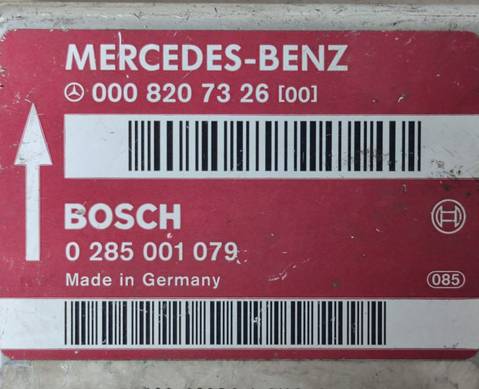 MERCEDES-BENZ
000 820 73 26 [00]
BOSCH
0 285 001 079
Made in Germany
085